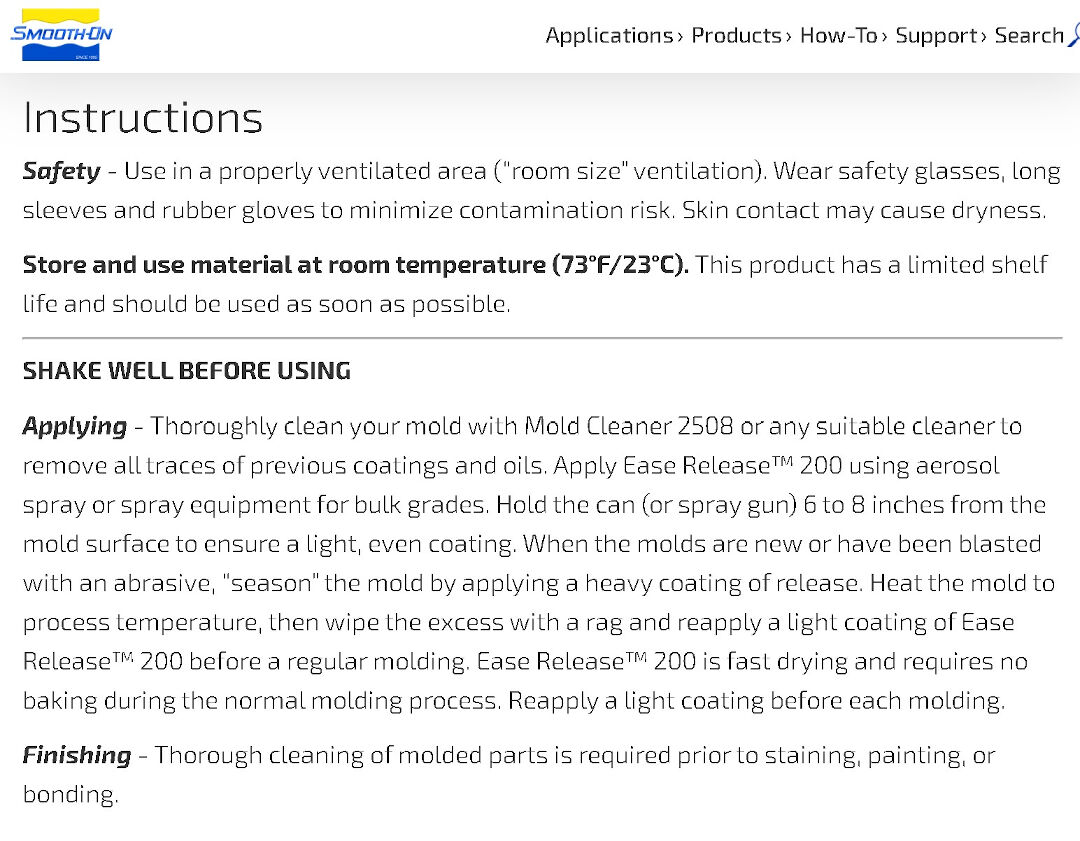 SMOOTH-ON
Applications› Products› How-To› Support› Search
Instructions
Safety - Use in a properly ventilated area ("room size" ventilation). Wear safety glasses, long
sleeves and rubber gloves to minimize contamination risk. Skin contact may cause dryness.
Store and use material at room temperature (73°F/23°C). This product has a limited shelf
life and should be used as soon as possible.
SHAKE WELL BEFORE USING
Applying - Thoroughly clean your mold with Mold Cleaner 2508 or any suitable cleaner to
remove all traces of previous coatings and oils. Apply Ease Release™ 200 using aerosol
spray or spray equipment for bulk grades. Hold the can (or spray gun) 6 to 8 inches from the
mold surface to ensure a light, even coating. When the molds are new or have been blasted
with an abrasive, "season" the mold by applying a heavy coating of release. Heat the mold to
process temperature, then wipe the excess with a rag and reapply a light coating of Ease
Release™ 200 before a regular molding. Ease Release™ 200 is fast drying and requires no
baking during the normal molding process. Reapply a light coating before each molding.
Finishing - Thorough cleaning of molded parts is required prior to staining, painting, or
bonding.